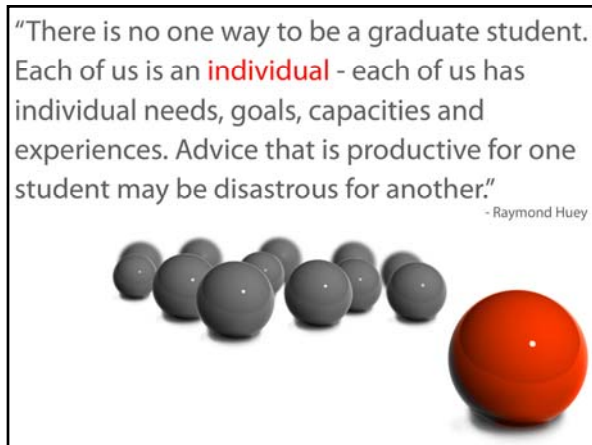 “There is no one way to be a graduate student.
Each of us is an individual - each of us has
individual needs, goals, capacities and
experiences. Advice that is productive for one
student may be disastrous for another.”
- Raymond Huey